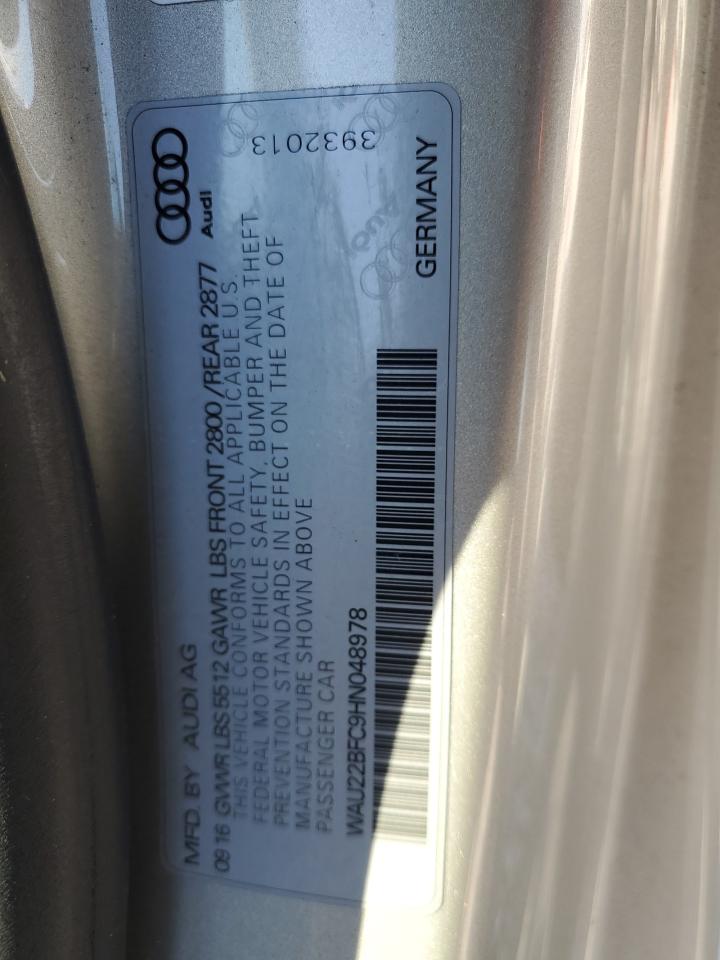 MFD. BY AUDI AG
09 16 GVWR LBS 5512 GAWR LBS FRONT 2800 /REAR 2877
Audi
THIS VEHICLE CONFORMS TO ALL APPLICABLE U.S.
FEDERAL MOTOR VEHICLE SAFETY, BUMPER AND THEFT
PREVENTION STANDARDS IN EFFECT ON THE DATE OF
MANUFACTURE SHOWN ABOVE
PASSENGER CAR
3932013
WAU22BFC9HN048978
GERMANY